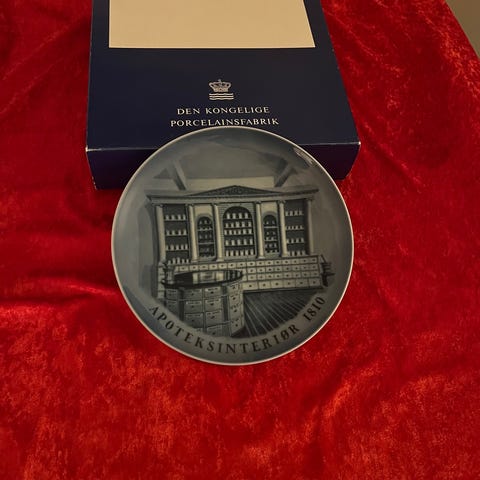 DEN KONGELIGE
PORCELAINSFABRIK
APOTEKSINTERIØR 1810